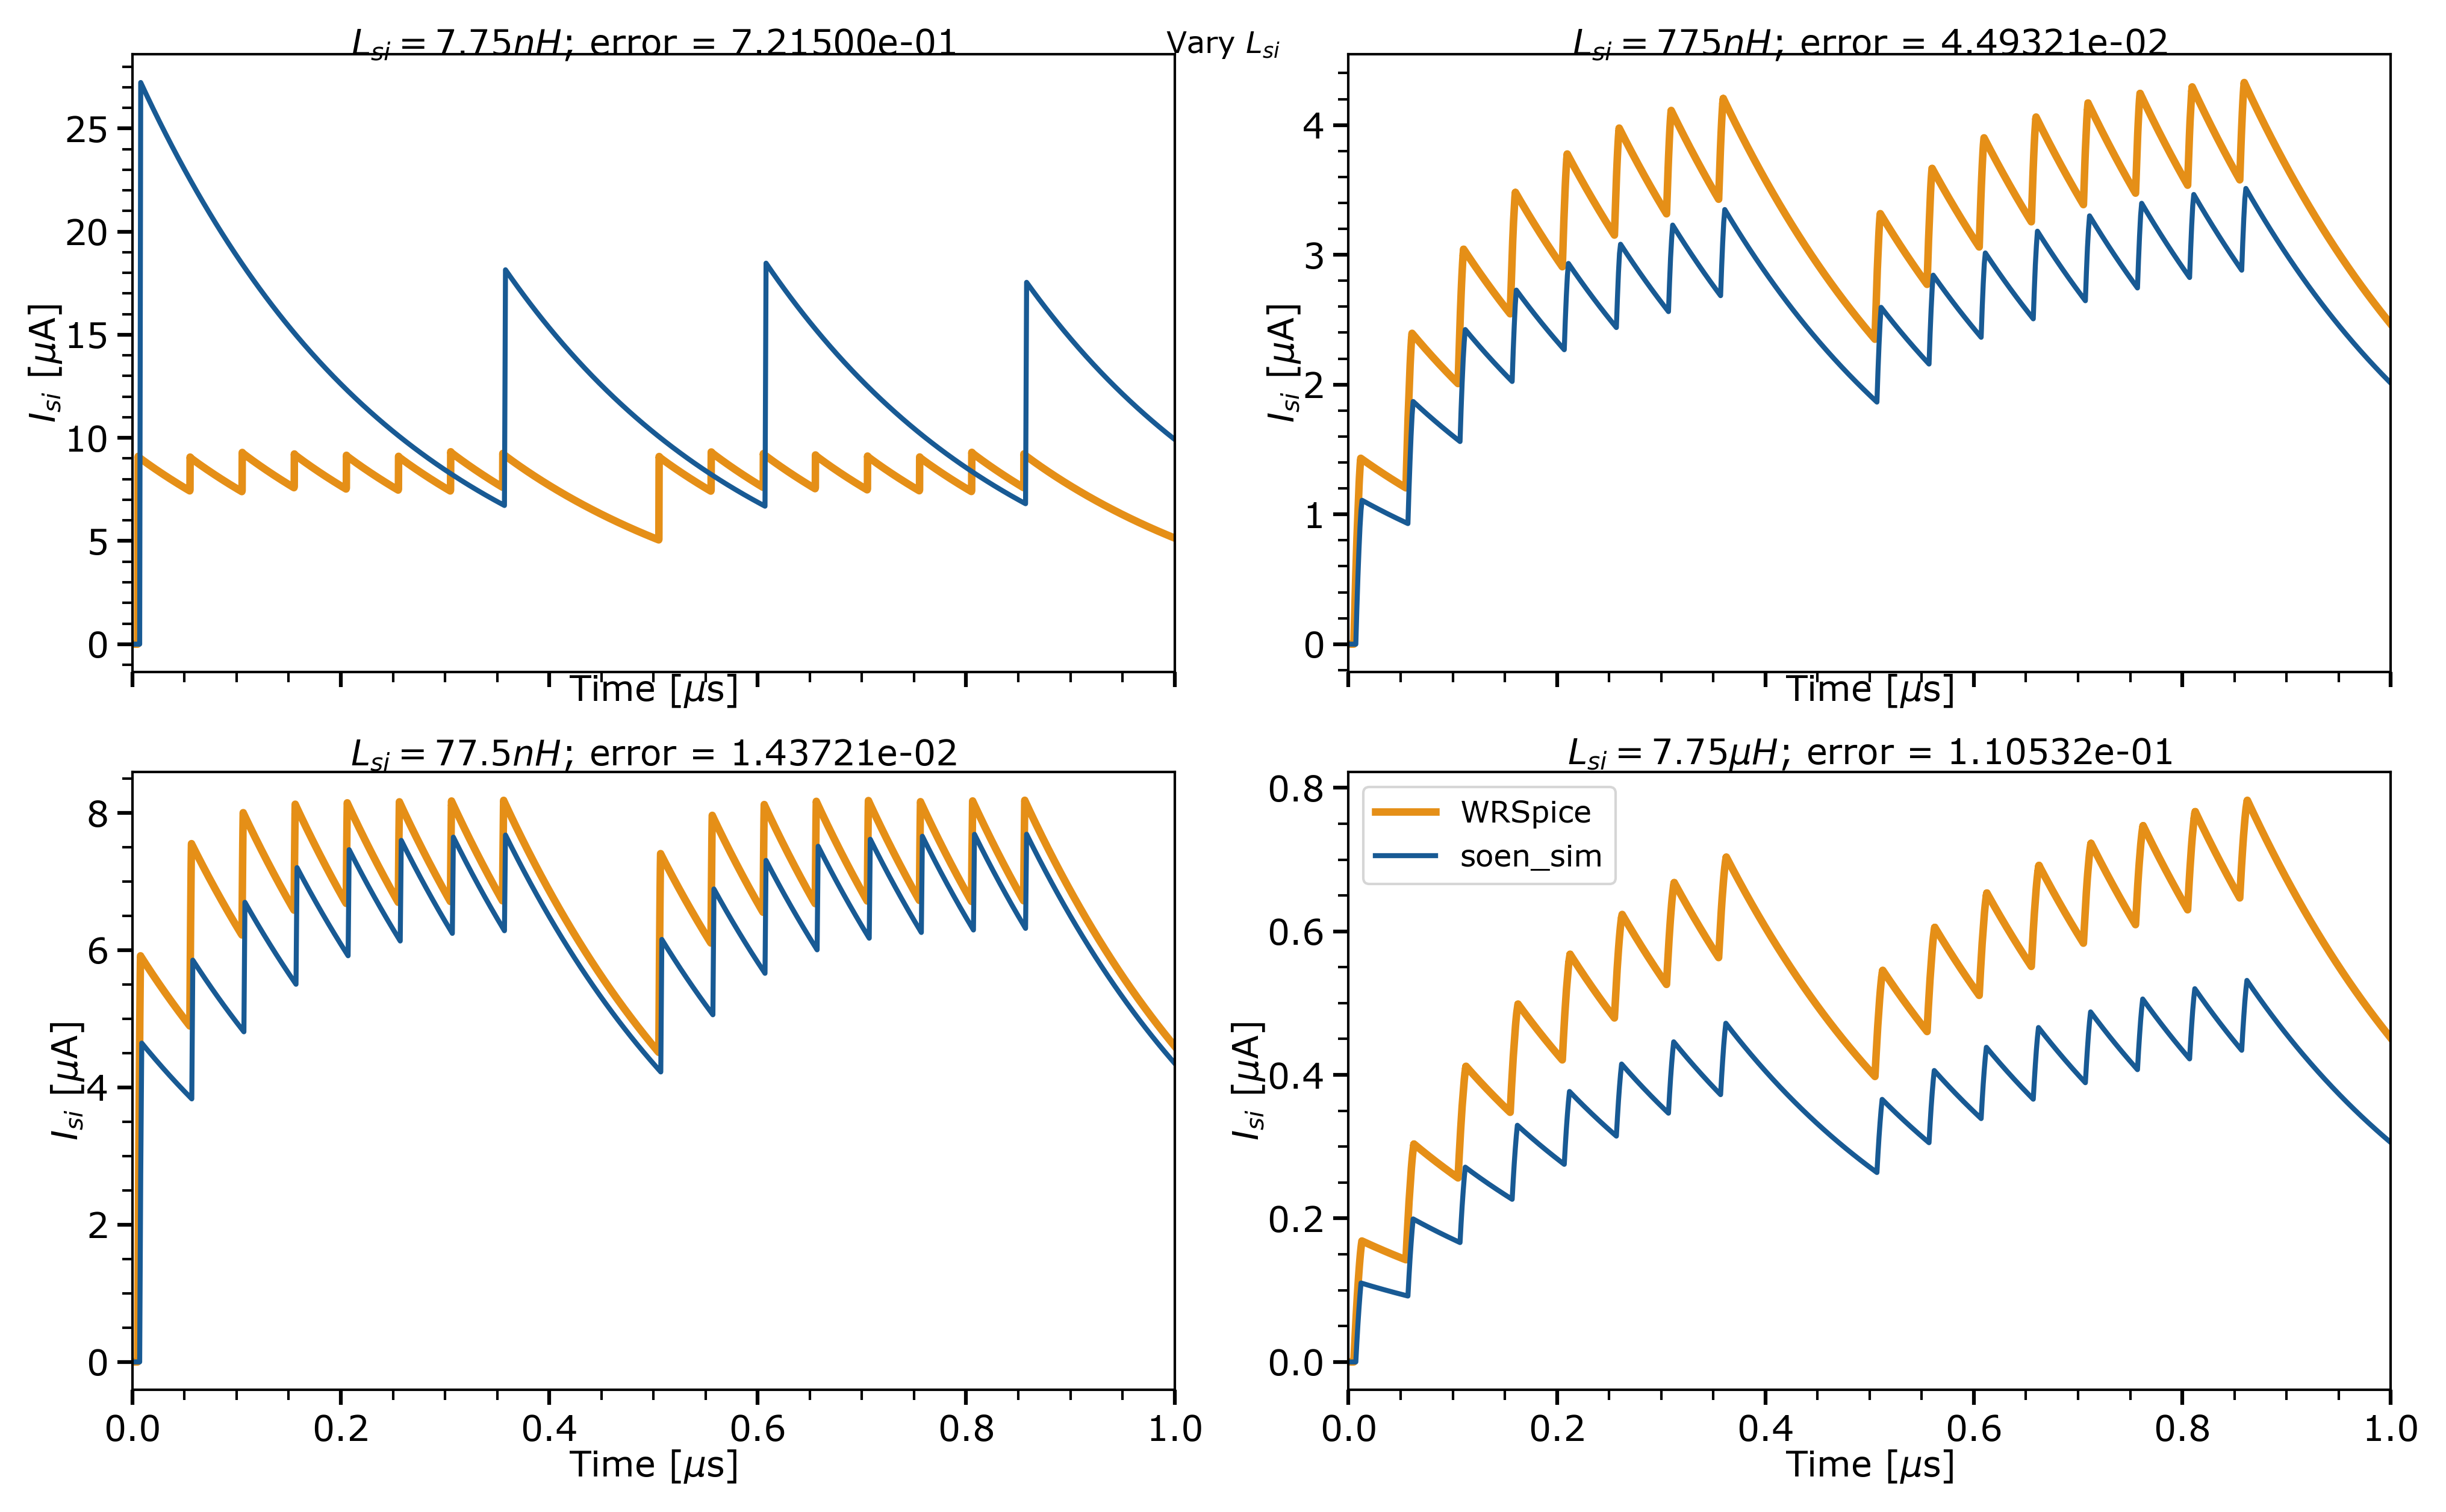 Vary L_si
L_si = 7.75nH; error = 7.21500e-01
25
20
15
10
5
0
I_si [μA]
Time [μs]
L_si = 775nH; error = 4.49321e-02
4
3
2
1
0
I_si [μA]
Time [μs]
L_si = 77.5nH; error = 1.43721e-02
8
6
4
2
0
I_si [μA]
0.0 0.2 0.4 0.6 0.8 1.0
Time [μs]
L_si = 7.75μH; error = 1.10532e-01
0.8
0.6
0.4
0.2
0.0
I_si [μA]
WRSpice
soen_sim
0.0 0.2 0.4 0.6 0.8 1.0
Time [μs]